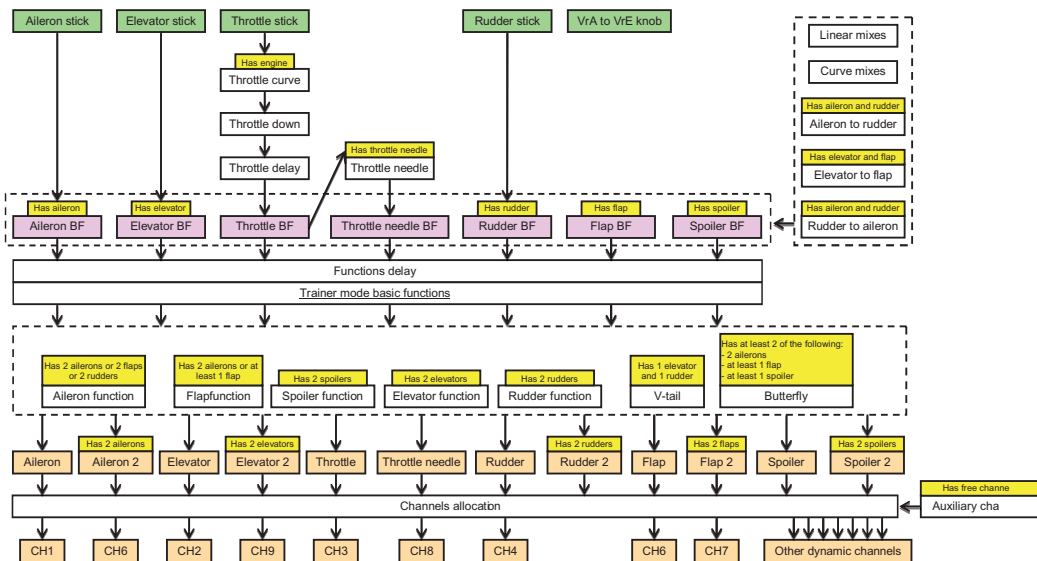 Aileron stick
Elevator stick
Throttle stick
Rudder stick
VrA to VrE knob
Linear mixes
Curve mixes
Has aileron and rudder
Aileron to rudder
Has elevator and flap
Elevator to flap
Has aileron and rudder
Rudder to aileron
Has engine
Throttle curve
Throttle down
Throttle delay
Has throttle needle
Throttle needle
Has aileron
Aileron BF
Has elevator
Elevator BF
Throttle BF
Throttle needle BF
Has rudder
Rudder BF
Has flap
Flap BF
Has spoiler
Spoiler BF
Functions delay
Trainer mode basic functions
Has 2 ailerons or 2 flaps
or 2 rudders
Aileron function
Has 2 ailerons or at
least 1 flap
Flapfunction
Has 2 spoilers
Spoiler function
Has 2 elevators
Elevator function
Has 2 rudders
Rudder function
Has 1 elevator
and 1 rudder
V-tail
Has at least 2 of the following:
- 2 ailerons
- at least 1 flap
- at least 1 spoiler
Butterfly
Aileron
Has 2 ailerons
Aileron 2
Elevator
Has 2 elevators
Elevator 2
Throttle
Throttle needle
Rudder
Has 2 rudders
Rudder 2
Flap
Has 2 flaps
Flap 2
Spoiler
Has 2 spoilers
Spoiler 2
Channels allocation
Has free channe
Auxiliary cha
CH1
CH6
CH2
CH9
CH3
CH8
CH4
CH6
CH7
Other dynamic channels